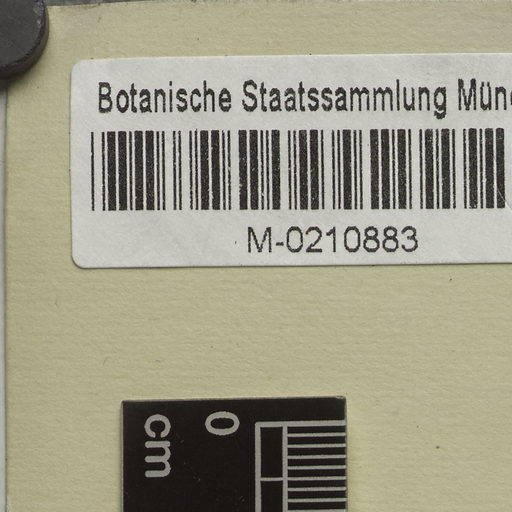 Botanische Staatssammlung Mün
M-0210883
0
cm